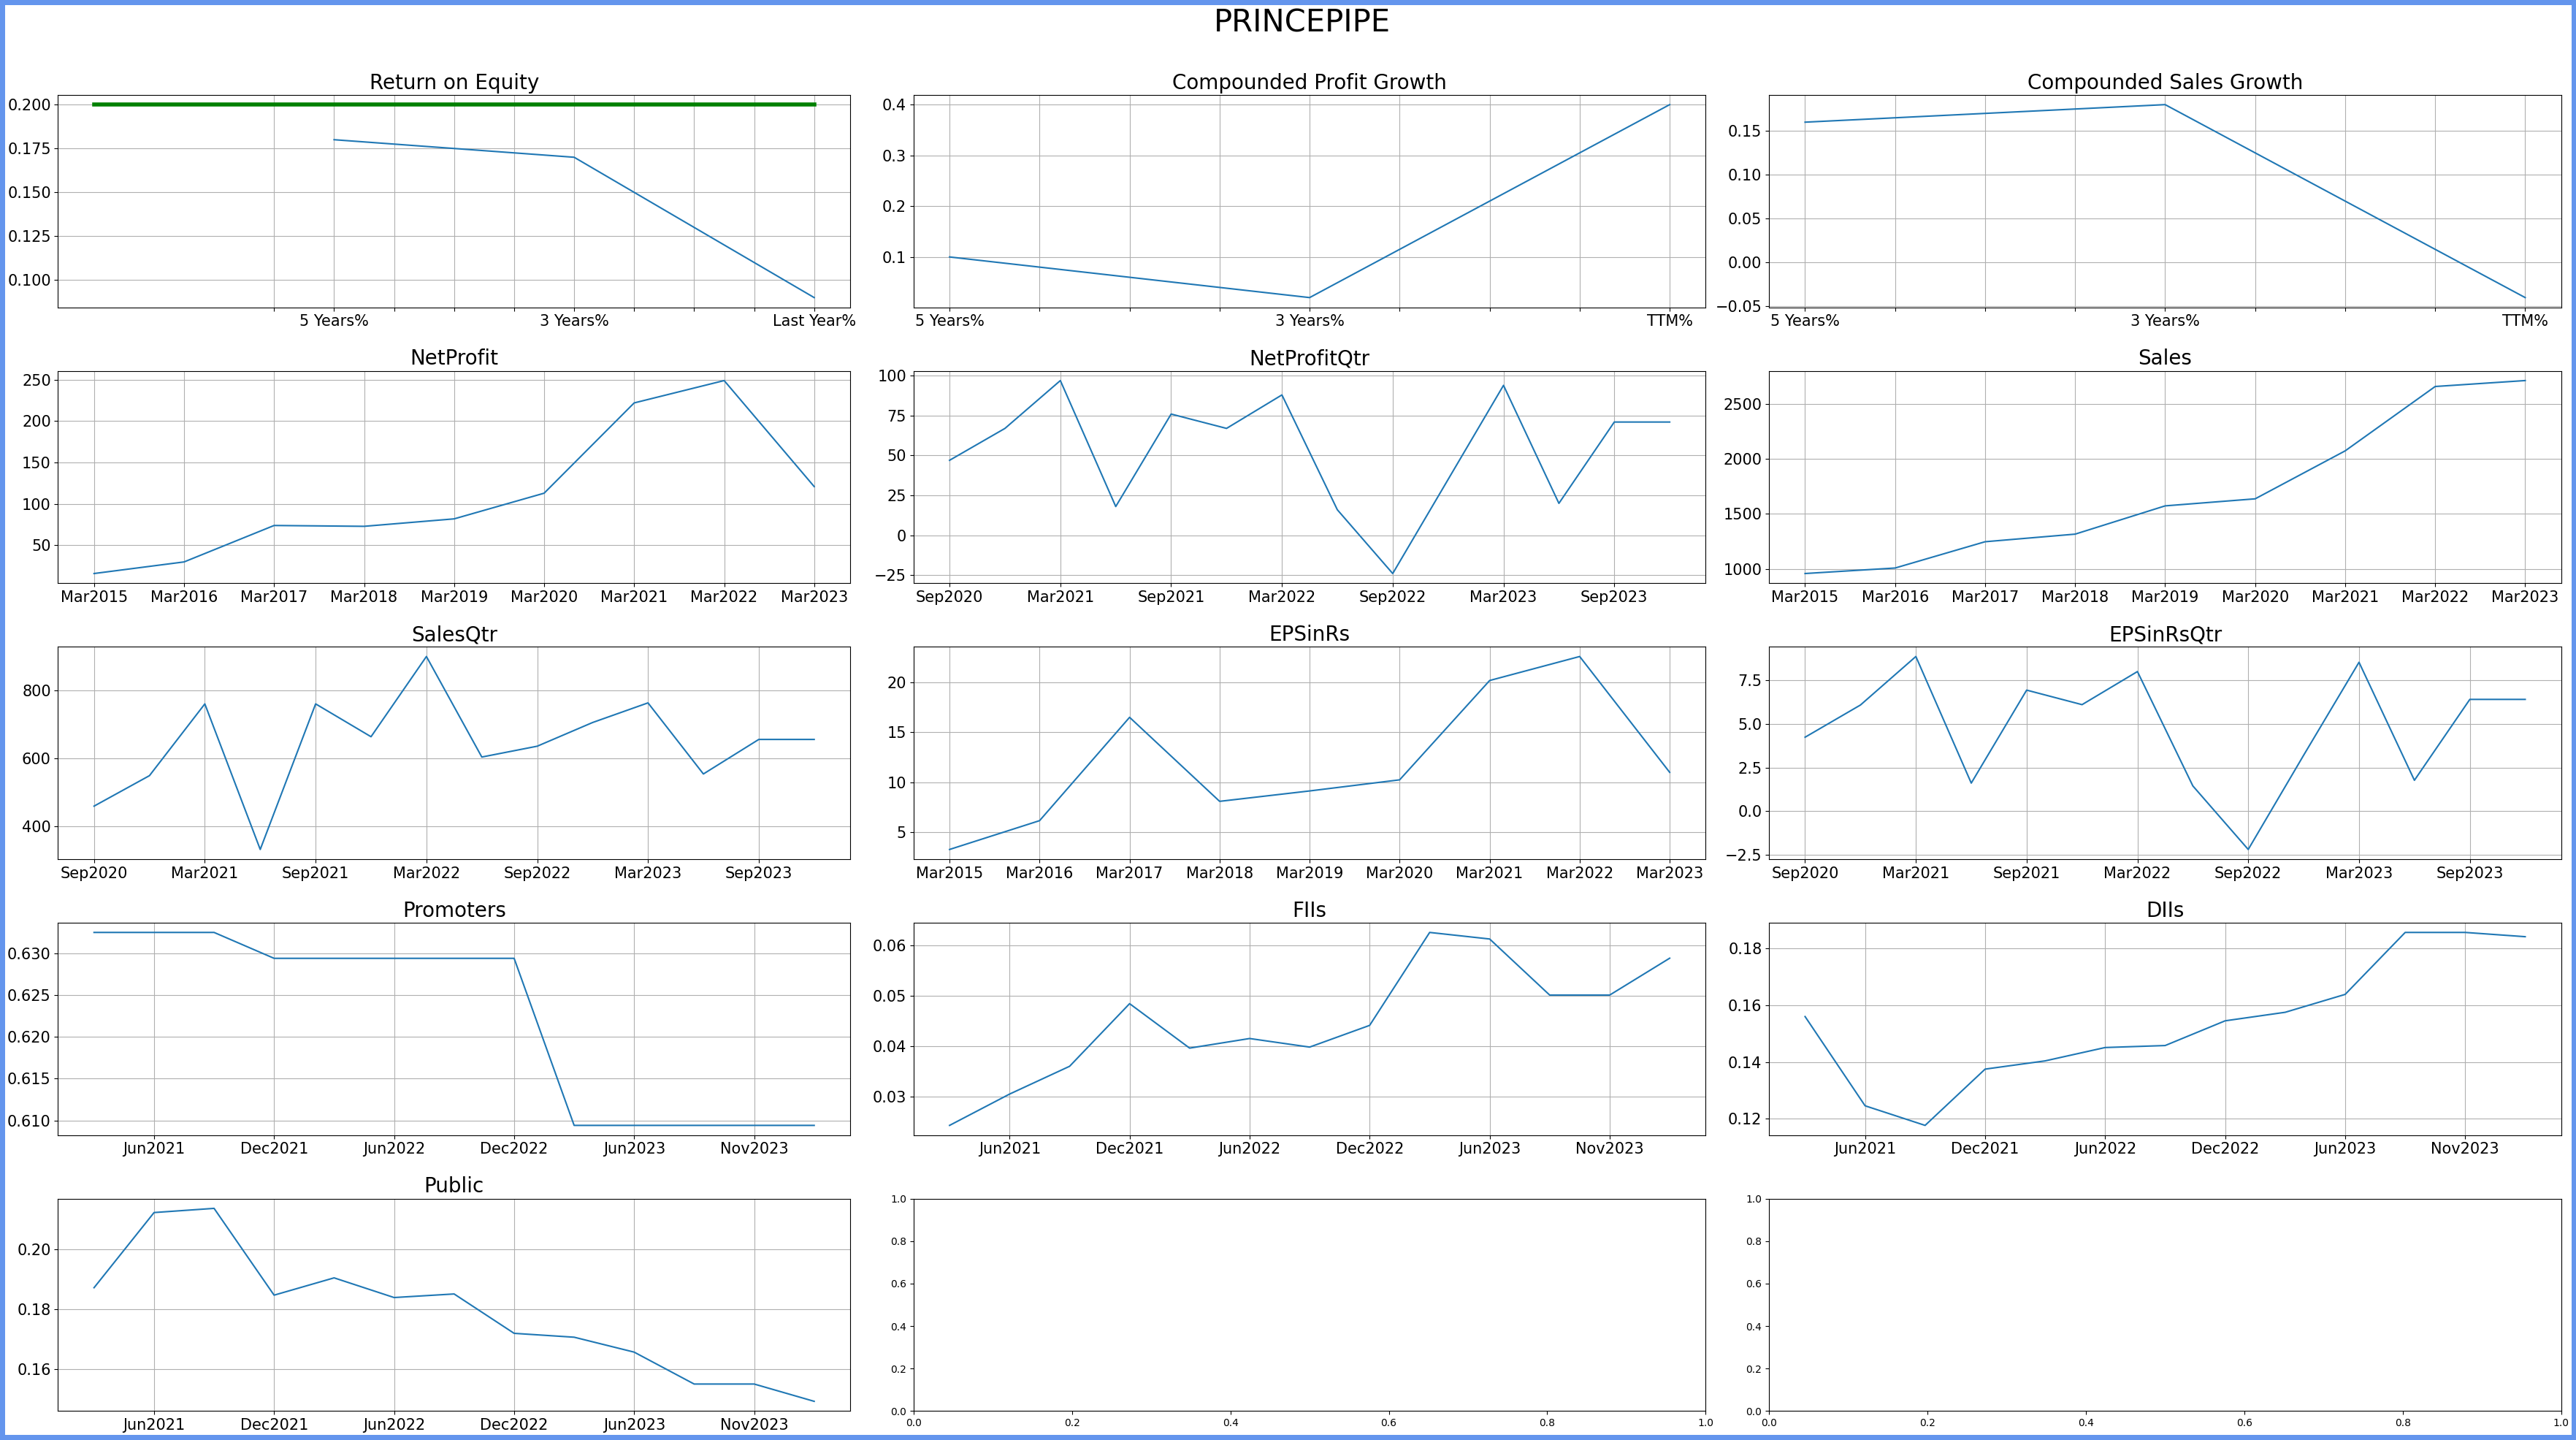 PRINCEPIPE
Return on Equity
0.200
0.175
0.150
0.125
0.100
5 Years% 3 Years% Last Year%
Compounded Profit Growth
0.4
0.3
0.2
0.1
5 Years% 3 Years% TTM%
Compounded Sales Growth
0.15
0.10
0.05
0.00
−0.05
5 Years% 3 Years% TTM%
NetProfit
250
200
150
100
50
Mar2015 Mar2016 Mar2017 Mar2018 Mar2019 Mar2020 Mar2021 Mar2022 Mar2023
NetProfitQtr
100
75
50
25
0
−25
Sep2020 Mar2021 Sep2021 Mar2022 Sep2022 Mar2023 Sep2023
Sales
2500
2000
1500
1000
Mar2015 Mar2016 Mar2017 Mar2018 Mar2019 Mar2020 Mar2021 Mar2022 Mar2023
SalesQtr
800
600
400
Sep2020 Mar2021 Sep2021 Mar2022 Sep2022 Mar2023 Sep2023
EPSinRs
20
15
10
5
Mar2015 Mar2016 Mar2017 Mar2018 Mar2019 Mar2020 Mar2021 Mar2022 Mar2023
EPSinRsQtr
7.5
5.0
2.5
0.0
−2.5
Sep2020 Mar2021 Sep2021 Mar2022 Sep2022 Mar2023 Sep2023
Promoters
0.630
0.625
0.620
0.615
0.610
Jun2021 Dec2021 Jun2022 Dec2022 Jun2023 Nov2023
FIIs
0.06
0.05
0.04
0.03
Jun2021 Dec2021 Jun2022 Dec2022 Jun2023 Nov2023
DIIs
0.18
0.16
0.14
0.12
Jun2021 Dec2021 Jun2022 Dec2022 Jun2023 Nov2023
Public
0.20
0.18
0.16
Jun2021 Dec2021 Jun2022 Dec2022 Jun2023 Nov2023
1.0
0.8
0.6
0.4
0.2
0.0
0.0 0.2 0.4 0.6 0.8 1.0
1.0
0.8
0.6
0.4
0.2
0.0
0.0 0.2 0.4 0.6 0.8 1.0